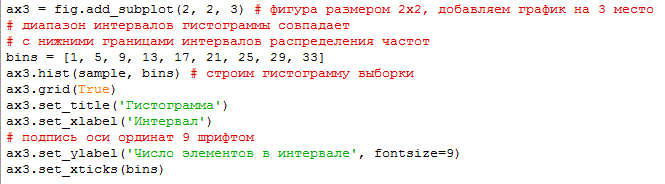 ax3 = fig.add_subplot(2, 2, 3) # фигура размером 2x2, добавляем график на 3 место
# диапазон интервалов гистограммы совпадает
# с нижними границами интервалов распределения частот
bins = [1, 5, 9, 13, 17, 21, 25, 29, 33]
ax3.hist(sample, bins) # строим гистограмму выборки
ax3.grid(True)
ax3.set_title('Гистограмма')
ax3.set_xlabel('Интервал')
# подпись оси ординат 9 шрифтом
ax3.set_ylabel('Число элементов в интервале', fontsize=9)
ax3.set_xticks(bins)